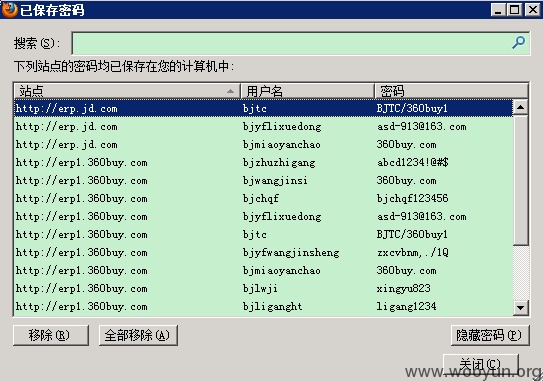 已保存密码
搜索(S):
下列站点的密码均已保存在您的计算机中:
站点 用户名 密码
http://erp.jd.com bjtc BJTC/360buy1
http://erp.jd.com bjyflixuedong asd-913@163.com
http://erp.jd.com bjmiaoyanchao 360buy.com
http://erp1.360buy.com bjzhuzhigang abcd1234!@#$
http://erp1.360buy.com bjwangjinsi 360buy.com
http://erp1.360buy.com bjchqf bjchqf123456
http://erp1.360buy.com bjyflixuedong asd-913@163.com
http://erp1.360buy.com bjtc BJTC/360buy1
http://erp1.360buy.com bjyfwangjinsheng zxcvbnm,./1Q
http://erp1.360buy.com bjmiaoyanchao 360buy.com
http://erp1.360buy.com bjlwji xingyu823
http://erp1.360buy.com bjliganght ligang1234
移除(R) 全部移除(A) 隐藏密码(P)
关闭(C)
www.wooyun.org